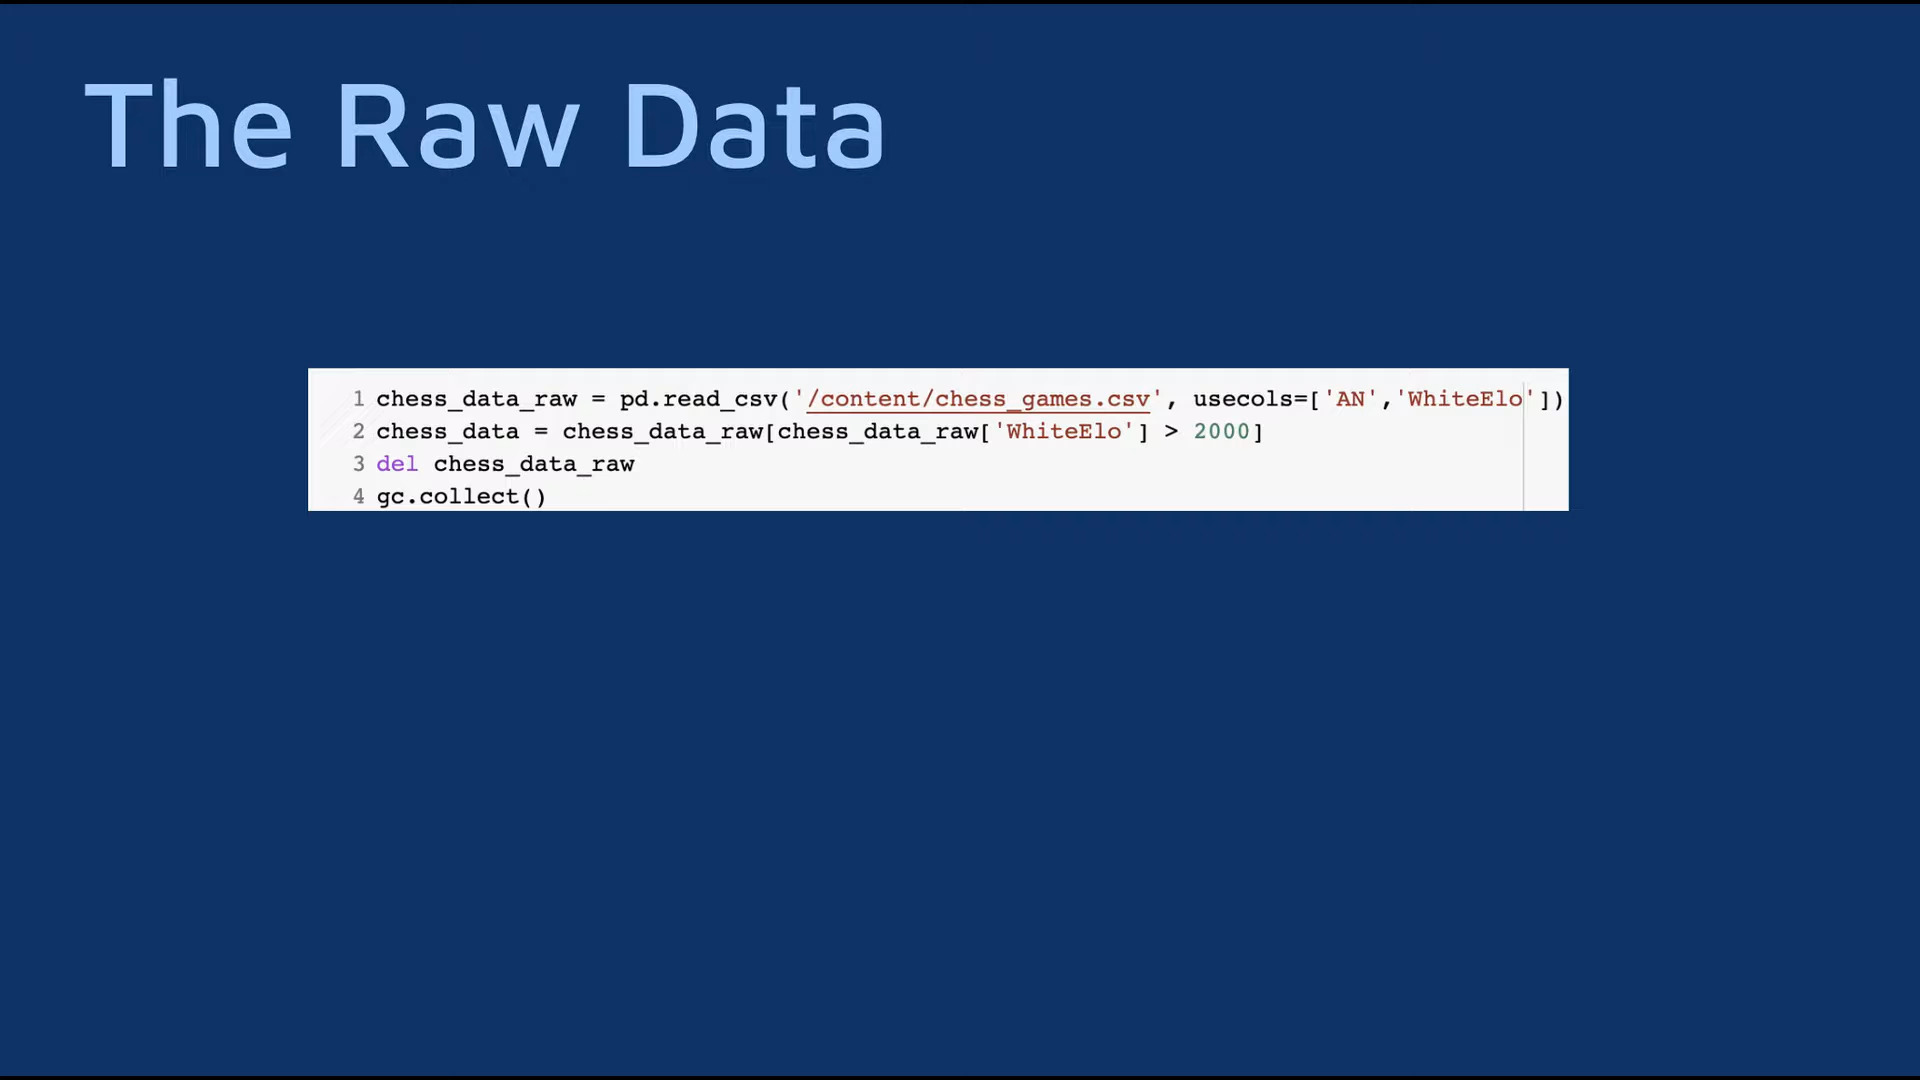 The Raw Data
1 chess_data_raw = pd.read_csv('/content/chess_games.csv', usecols=['AN','WhiteElo'])
2 chess_data = chess_data_raw[chess_data_raw['WhiteElo'] > 2000]
3 del chess_data_raw
4 gc.collect()